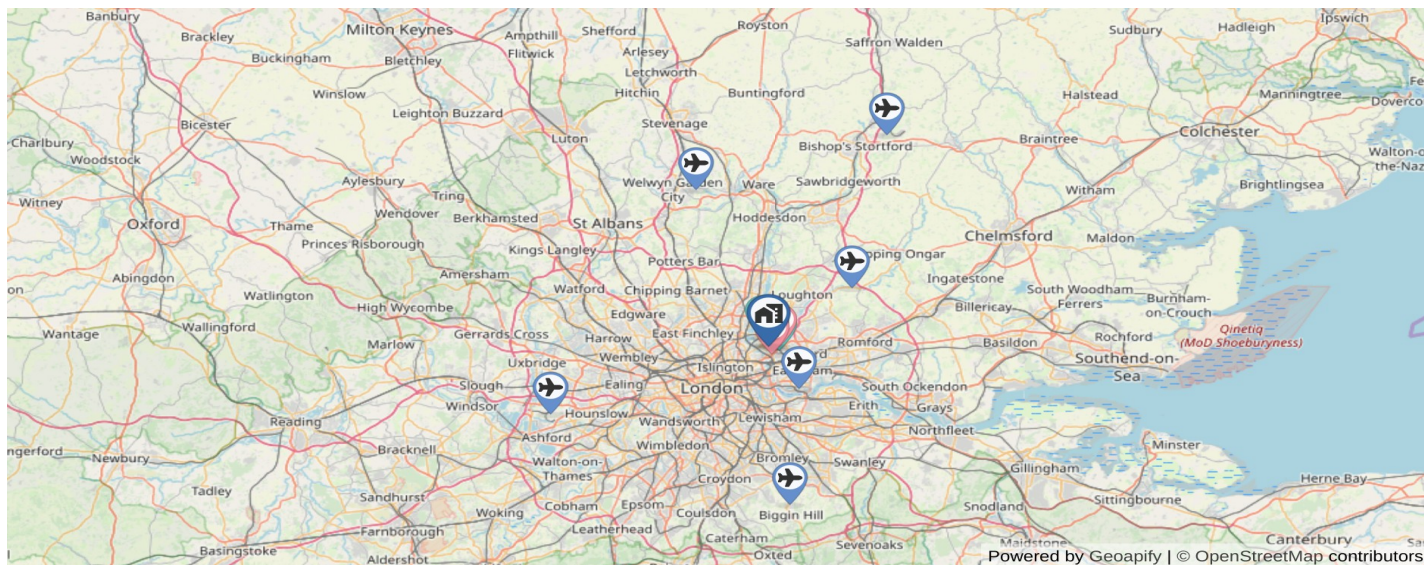 Banbury
Brackley
Milton Keynes
Bletchley
Buckingham
Ampthill
Flitwick
Shefford
Arlesey
Letchworth
Hitchin
Royston
Saffron Walden
Sudbury
Hadleigh
Ipswich
Winslow
Leighton Buzzard
Stevenage
Buntingford
Halstead
Manningtree
Bicester
Charlbury
Woodstock
Luton
Bishop's Stortford
Braintree
Colchester
Walton-o
the-Naz
Aylesbury
Tring
Welwyn Garden
City
Ware
Sawbridgeworth
Witham
Brightlingsea
Witney
Oxford
Thame
Wendover
Berkhamsted
St Albans
Hoddesdon
Chelmsford
Maldon
Princes Risborough
Kings Langley
Potters Bar
pping Ongar
Ingatestone
Abingdon
Amersham
Watford
Chipping Barnet
Loughton
Billericay
South Woodham
Ferrers
Burnham-
on-Crouch
on
Watlington
High Wycombe
Edgware
East Finchley
Wantage
Wallingford
Marlow
Gerrards Cross
Harrow
Wembley
Romford
Basildon
Rochford
Qinetiq
(MoD Shoeburyness)
Southend-on-
Sea
Uxbridge
Islington
London
Ealing
Slough
Windsor
Hounslow
South Ockendon
Grays
Erith
Reading
Wandsworth
Lewisham
Northfleet
Ashford
Wimbledon
Minster
ngerford
Newbury
Bracknell
Walton-on-
Thames
Bromley
Swanley
Gillingham
Herne Bay
Tadley
Sandhurst
Woking
Cobham
Epsom
Croydon
Coulsdon
Biggin Hill
Snodland
Sittingbourne
Farnborough
Leatherhead
Caterham
Sevenoaks
Maidstone
Canterbury
Basingstoke
Aldershot
Oxted
Powered by Geoapify | © OpenStreetMap contributors